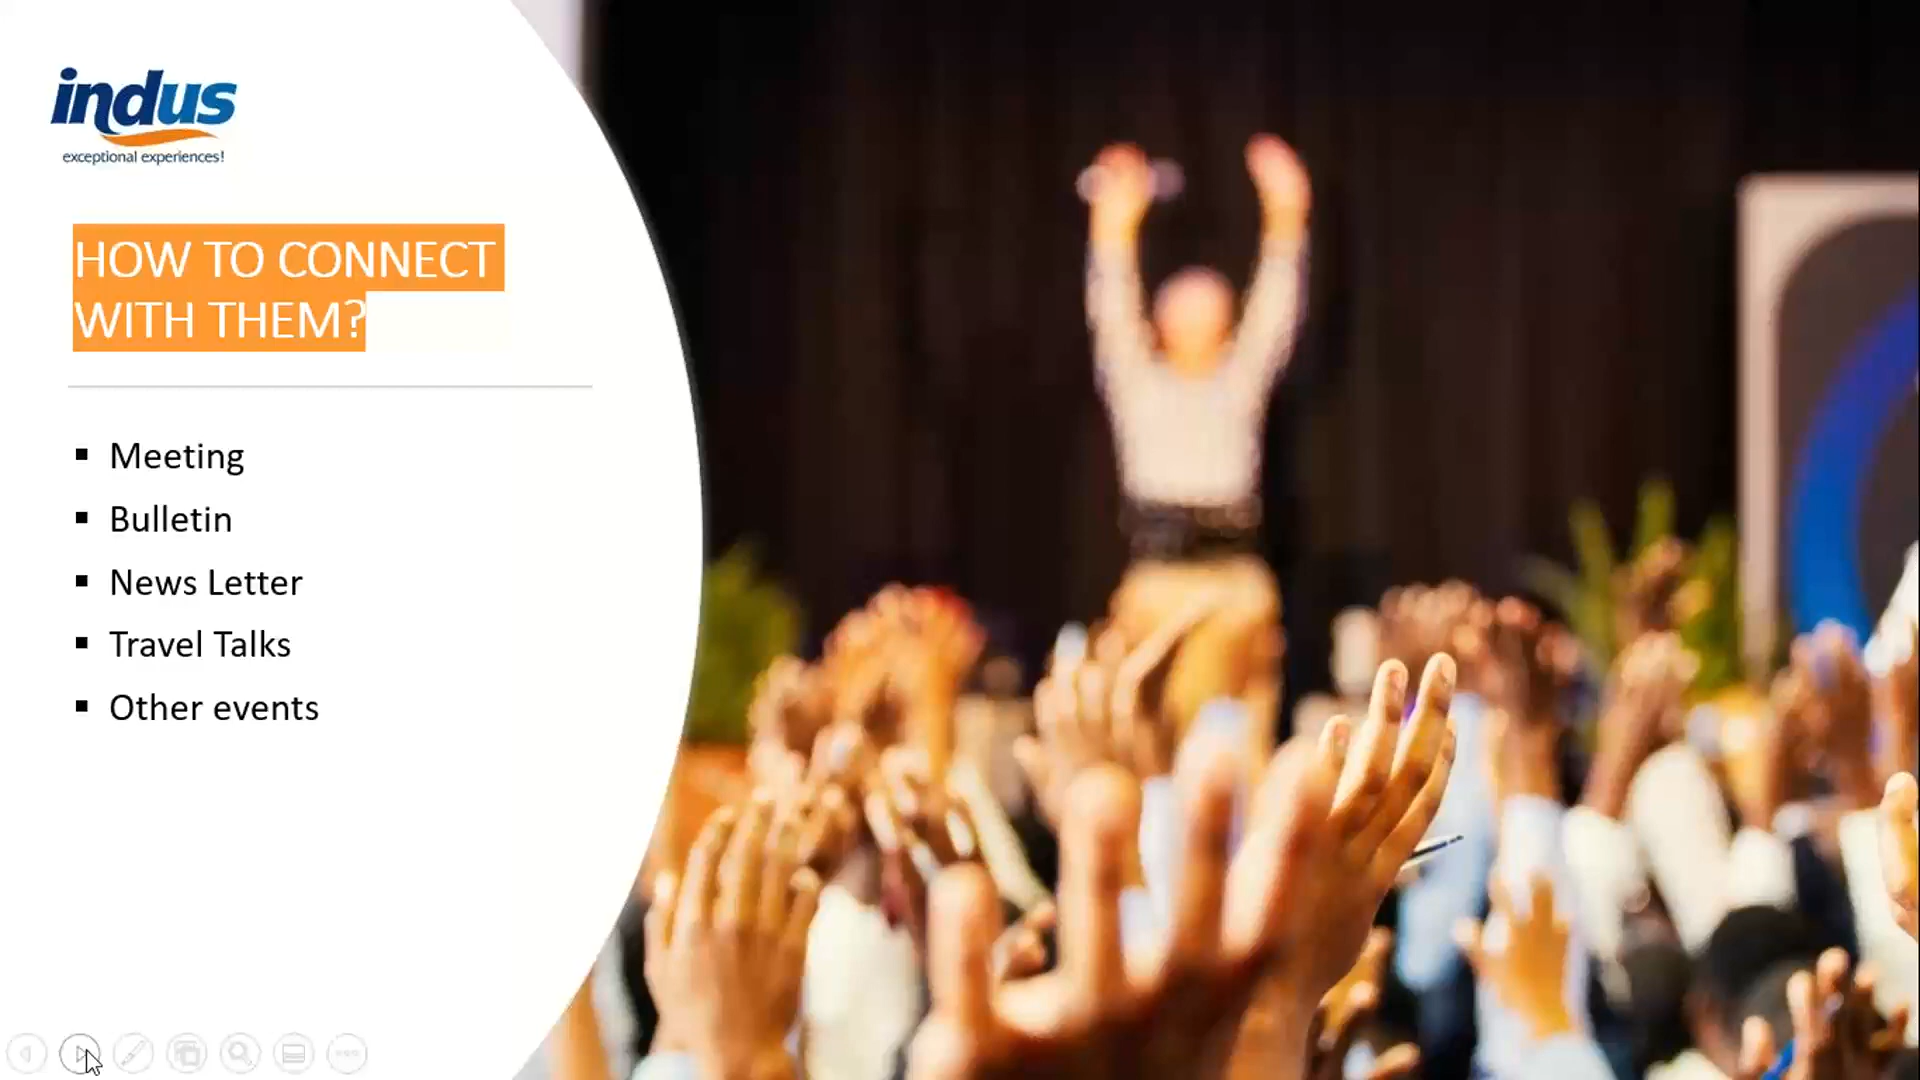 indus
exceptional experiences!
HOW TO CONNECT
WITH THEM?
Meeting
Bulletin
News Letter
Travel Talks
Other events